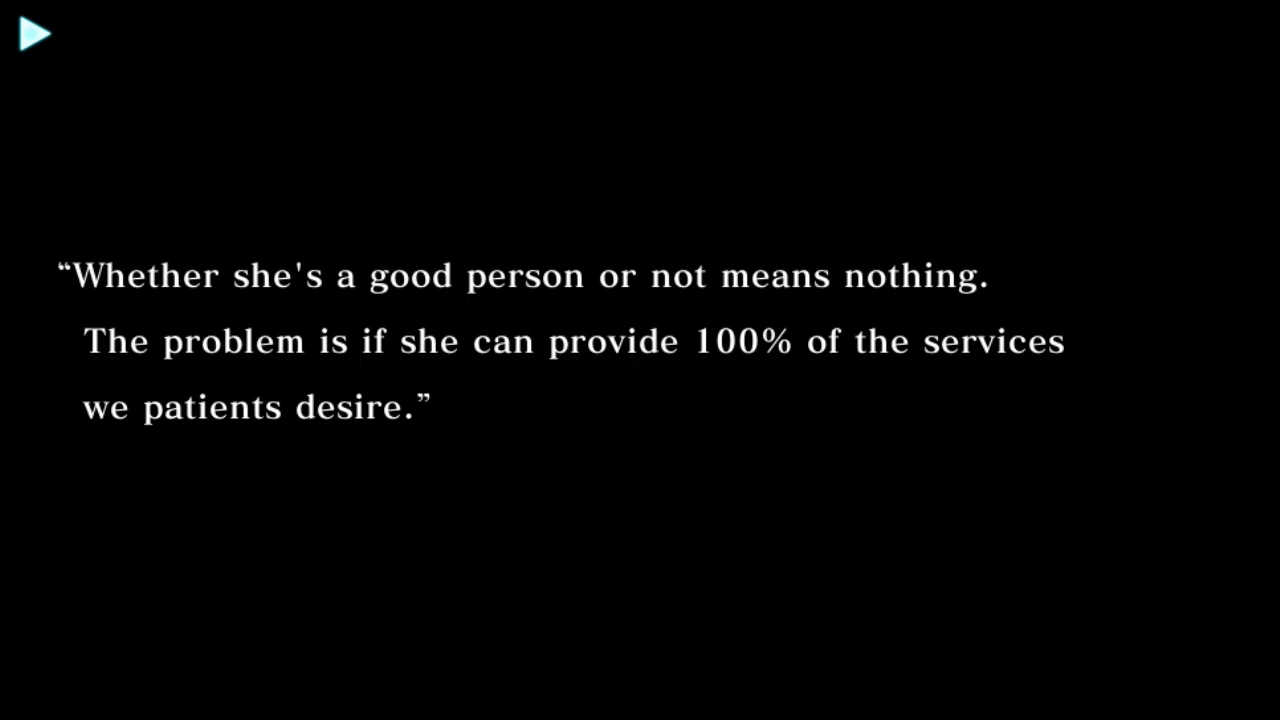 “Whether she's a good person or not means nothing.
The problem is if she can provide 100% of the services
we patients desire.”